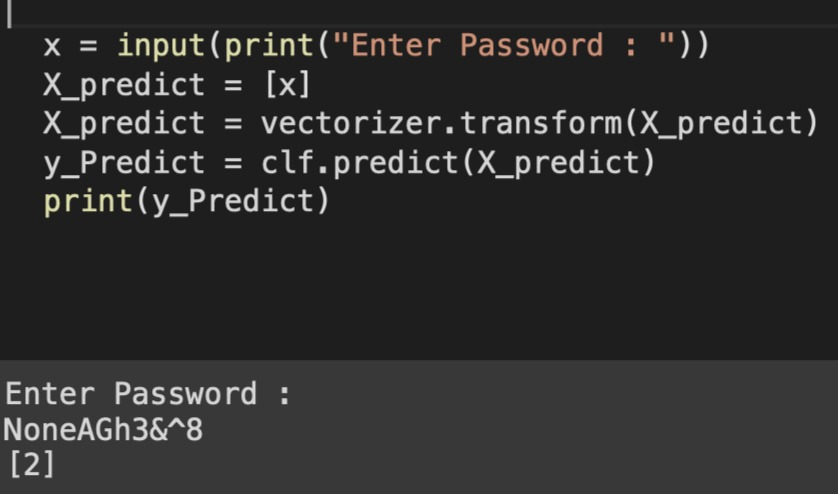 x = input(print("Enter Password : "))
X_predict = [x]
X_predict = vectorizer.transform(X_predict)
y_Predict = clf.predict(X_predict)
print(y_Predict)
Enter Password :
NoneAGh3&^8
[2]